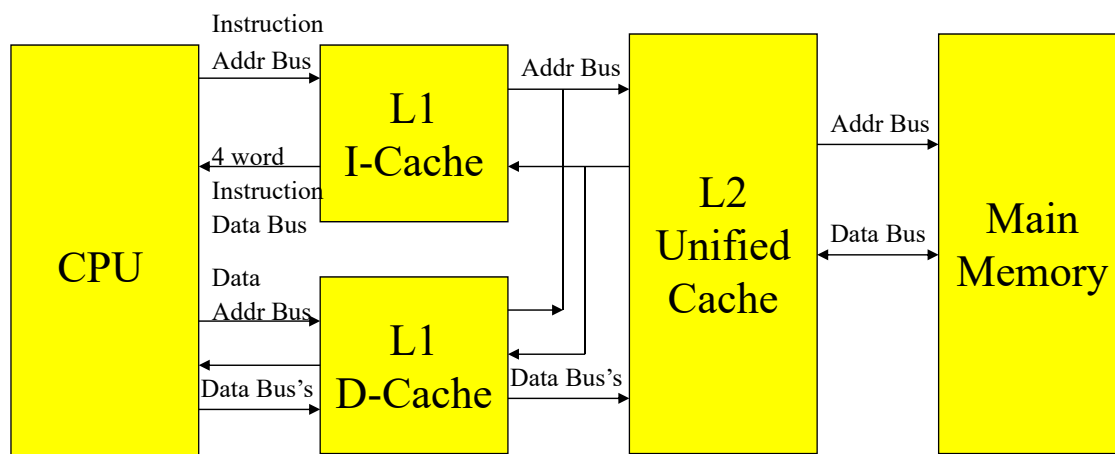 Instruction
Addr Bus
4 word
Instruction
Data Bus
CPU
Data
Addr Bus
Data Bus's
L1
I-Cache
L1
D-Cache
Addr Bus
Data Bus's
L2
Unified
Cache
Addr Bus
Data Bus
Main
Memory